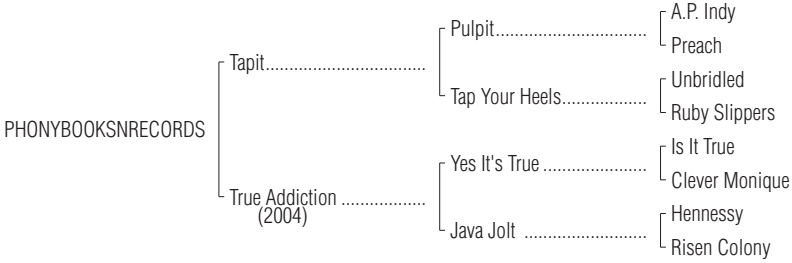 A.P. Indy
Pulpit
Preach
Tapit
Unbridled
Tap Your Heels
Ruby Slippers
PHONYBOOKSNRECORDS
Is It True
Yes It's True
Clever Monique
True Addiction
(2004)
Hennessy
Java Jolt
Risen Colony